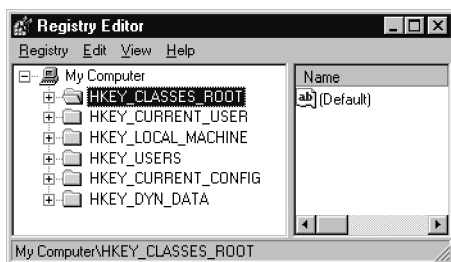 Registry Editor
Registry Edit View Help
My Computer
HKEY_CLASSES_ROOT
HKEY_CURRENT_USER
HKEY_LOCAL_MACHINE
HKEY_USERS
HKEY_CURRENT_CONFIG
HKEY_DYN_DATA
Name
ab (Default)
My Computer\HKEY_CLASSES_ROOT